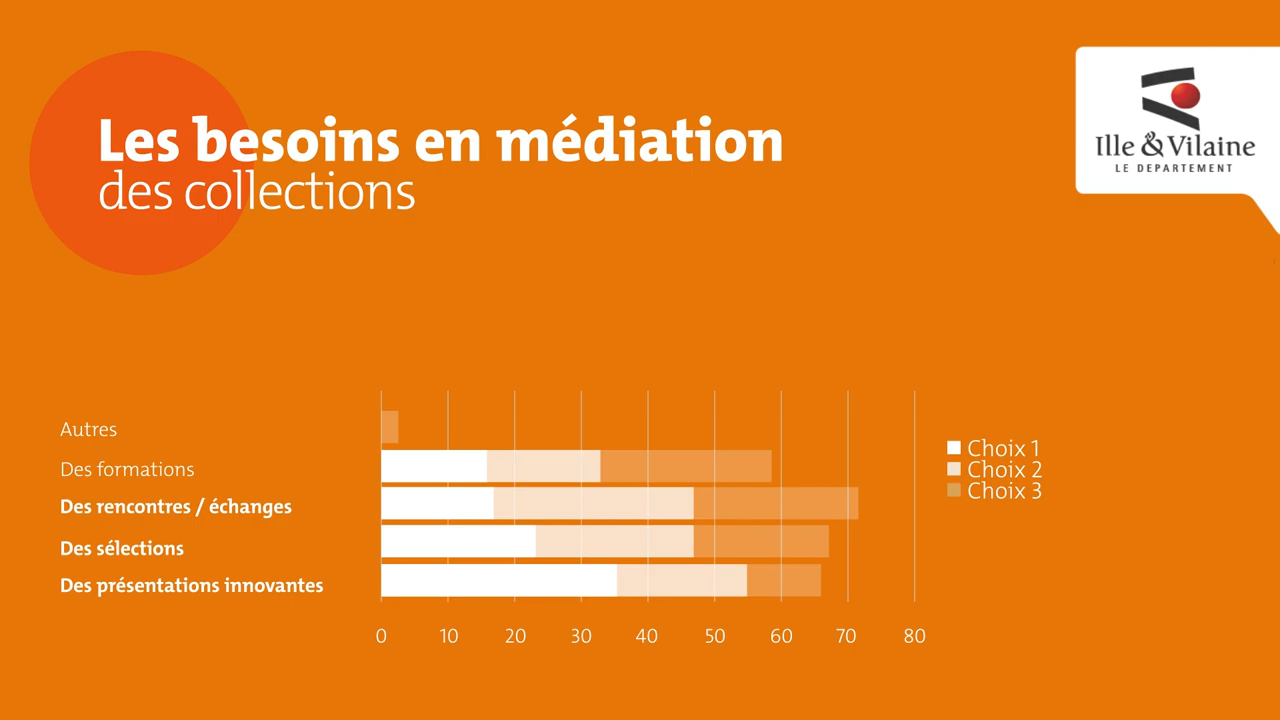 Les besoins en médiation
des collections
Ille & Vilaine
LE DEPARTEMENT
Autres
Des formations
Des rencontres / échanges
Des sélections
Des présentations innovantes
0 10 20 30 40 50 60 70 80
Choix 1
Choix 2
Choix 3